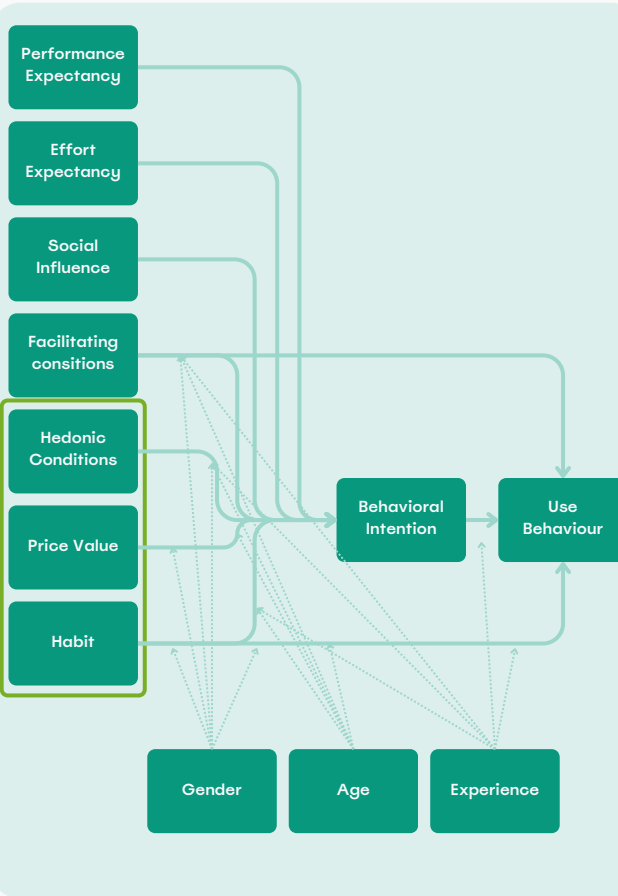 Performance
Expectancy
Effort
Expectancy
Social
Influence
Facilitating
consitions
Hedonic
Conditions
Price Value
Habit
Behavioral
Intention
Use
Behaviour
Gender
Age
Experience